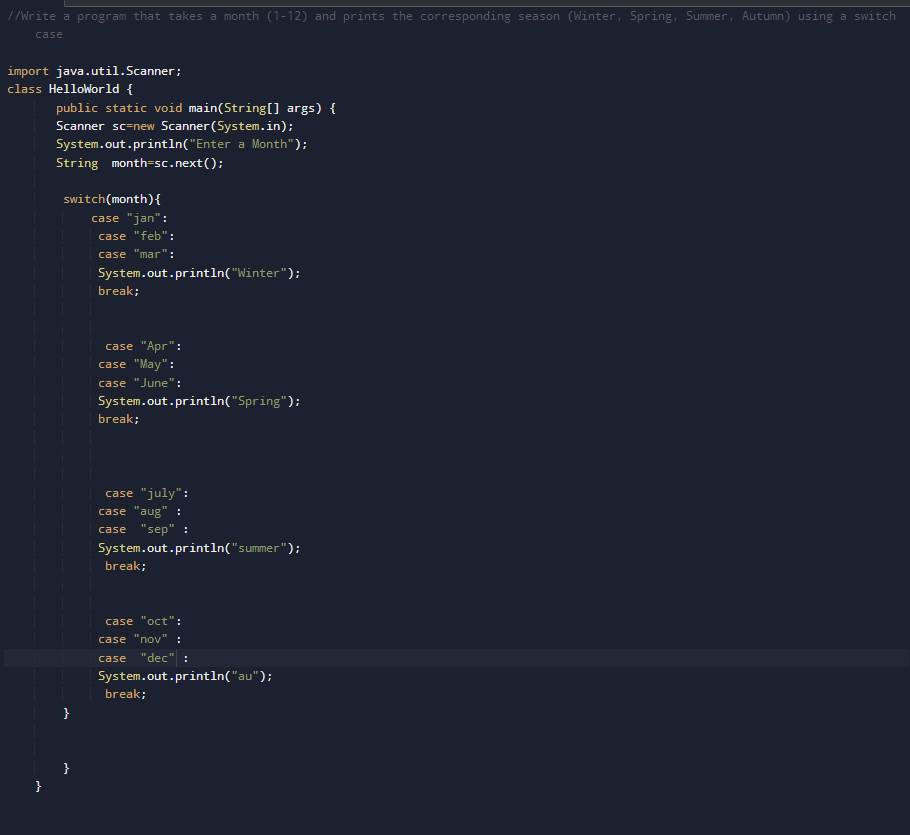 //Write a program that takes a month (1-12) and prints the corresponding season (Winter, Spring, Summer, Autumn) using a switch
case
import java.util.Scanner;
class HelloWorld {
public static void main(String[] args) {
Scanner sc=new Scanner(System.in);
System.out.println("Enter a Month");
String  month=sc.next();
switch(month){
case "jan":
case "feb":
case "mar":
System.out.println("Winter");
break;
case "Apr":
case "May":
case "June":
System.out.println("Spring");
break;
case "july":
case "aug" :
case  "sep" :
System.out.println("summer");
break;
case "oct":
case "nov" :
case  "dec" :
System.out.println("au");
break;
}
}
}